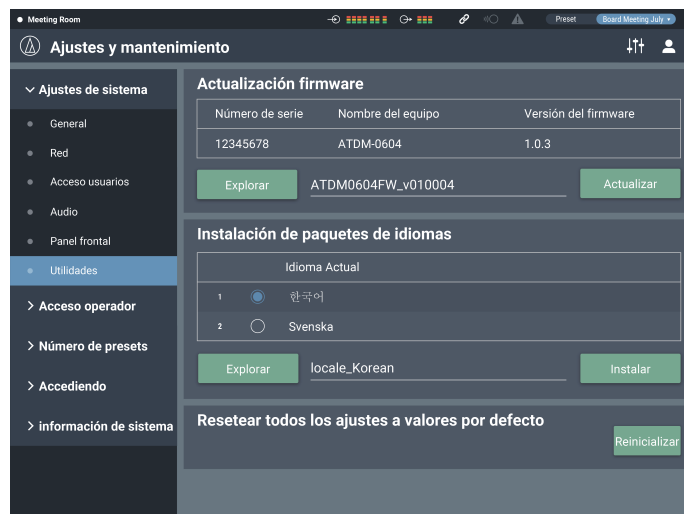 Meeting Room
Preset
Board Meeting July
Ajustes y mantenimiento
Ajustes de sistema
General
Red
Acceso usuarios
Audio
Panel frontal
Utilidades
Acceso operador
Número de presets
Accediendo
información de sistema
Actualización firmware
Número de serie Nombre del equipo Versión del firmware
12345678 ATDM-0604 1.0.3
Explorar ATDM0604FW_v010004 Actualizar
Instalación de paquetes de idiomas
Idioma Actual
1 한국어
2 Svenska
Explorar locale_Korean Instalar
Resetear todos los ajustes a valores por defecto
Reinicializar